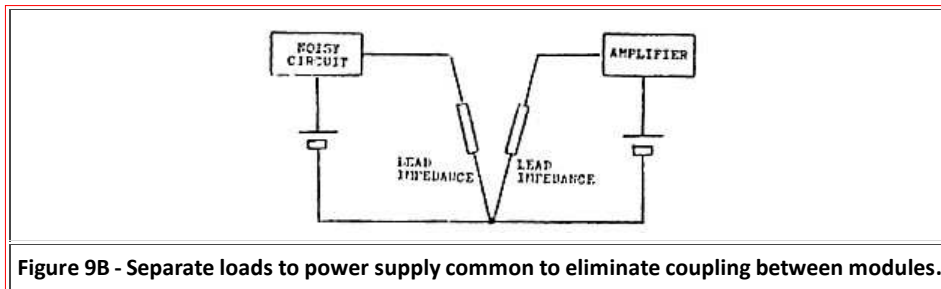 NOISY
CIRCUIT
AMPLIFIER
LEAD
IMPEDANCE
LEAD
IMPEDANCE
Figure 9B - Separate loads to power supply common to eliminate coupling between modules.